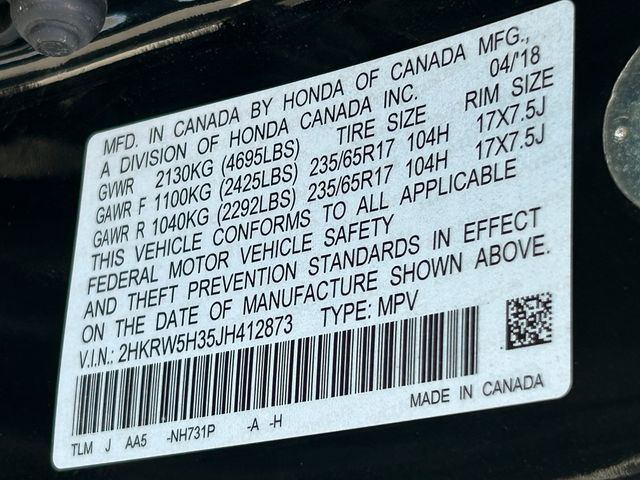 MFD. IN CANADA BY HONDA OF CANADA MFG.,
A DIVISION OF HONDA CANADA INC. 04/'18
GVWR 2130KG (4695LBS) TIRE SIZE RIM SIZE
GAWR F 1100KG (2425LBS) 235/65R17 104H 17X7.5J
GAWR R 1040KG (2292LBS) 235/65R17 104H 17X7.5J
THIS VEHICLE CONFORMS TO ALL APPLICABLE
FEDERAL MOTOR VEHICLE SAFETY
AND THEFT PREVENTION STANDARDS IN EFFECT
ON THE DATE OF MANUFACTURE SHOWN ABOVE.
V.I.N.: 2HKRW5H35JH412873 TYPE: MPV
TLM J AA5 -NH731P -A -H MADE IN CANADA